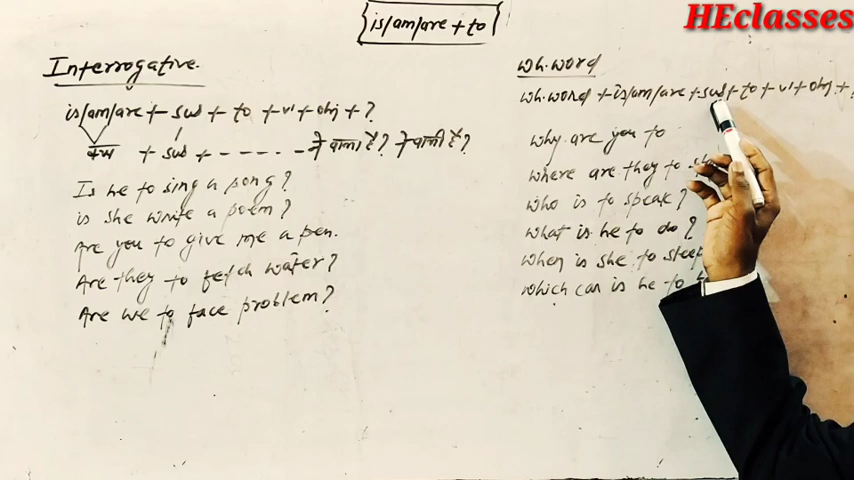 HEclasses
is/am/are + to
Interrogative.
is/am/are + sub + to + v1 + obj + ?
क्या + sub + - - - - - ने वाला है? ने वाली है?
Is he to sing a song?
is she write a poem?
Are you to give me a pen.
Are they to fetch water?
Are we to face problem?
wh.word
wh.word + is/am/are + sub + to + v1 + obj + ?
why are you to
where are they to
who is to speak?
what is he to do?
when is she to sleep
which car is he to